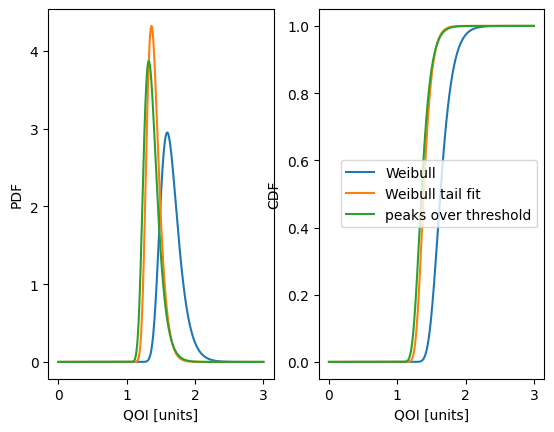 PDF
4
3
2
1
0
0
1
2
3
QOI [units]
CDF
1.0
0.8
0.6
0.4
0.2
0.0
0
1
2
3
QOI [units]
Weibull
Weibull tail fit
peaks over threshold